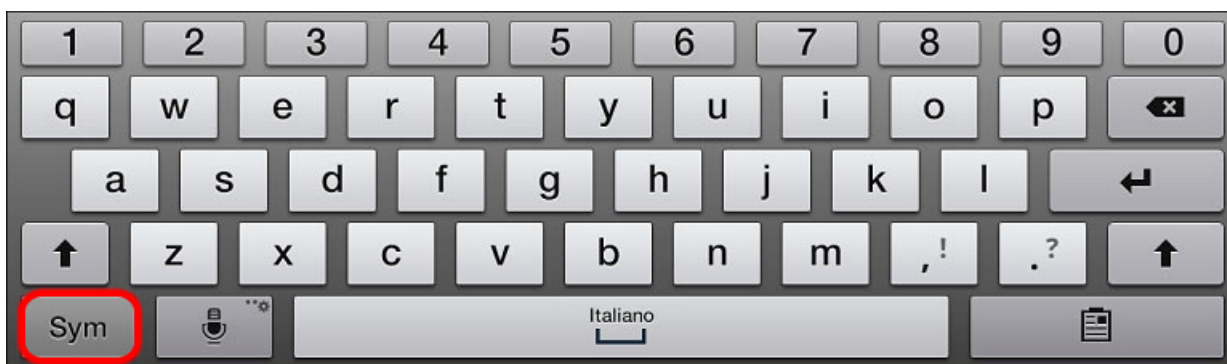 1 2 3 4 5 6 7 8 9 0
q w e r t y u i o p
a s d f g h j k l
z x c v b n m , ! . ?
Sym Italiano